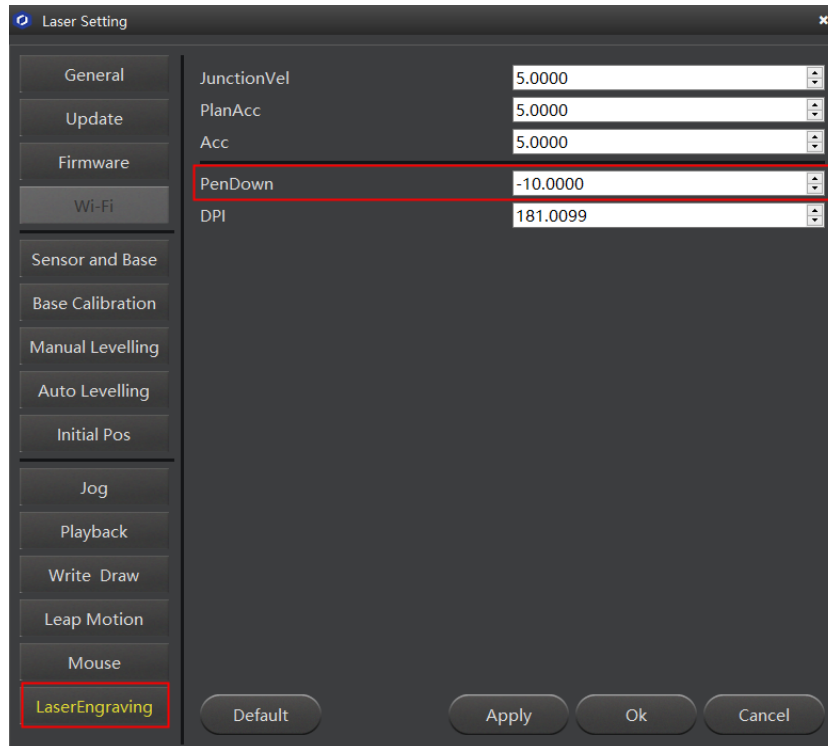 Laser Setting
General
Update
Firmware
Wi-Fi
Sensor and Base
Base Calibration
Manual Levelling
Auto Levelling
Initial Pos
Jog
Playback
Write Draw
Leap Motion
Mouse
LaserEngraving
JunctionVel 5.0000
PlanAcc 5.0000
Acc 5.0000
PenDown -10.0000
DPI 181.0099
Default Apply Ok Cancel